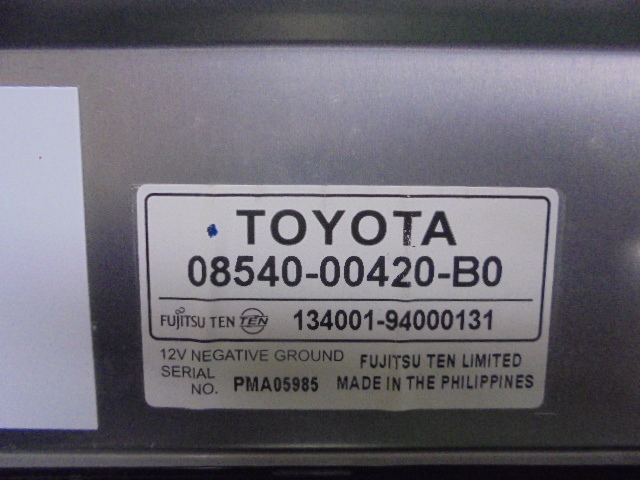 TOYOTA
08540-00420-B0
FUJITSU TEN TEN 134001-94000131
12V NEGATIVE GROUND FUJITSU TEN LIMITED
SERIAL NO. PMA05985 MADE IN THE PHILIPPINES